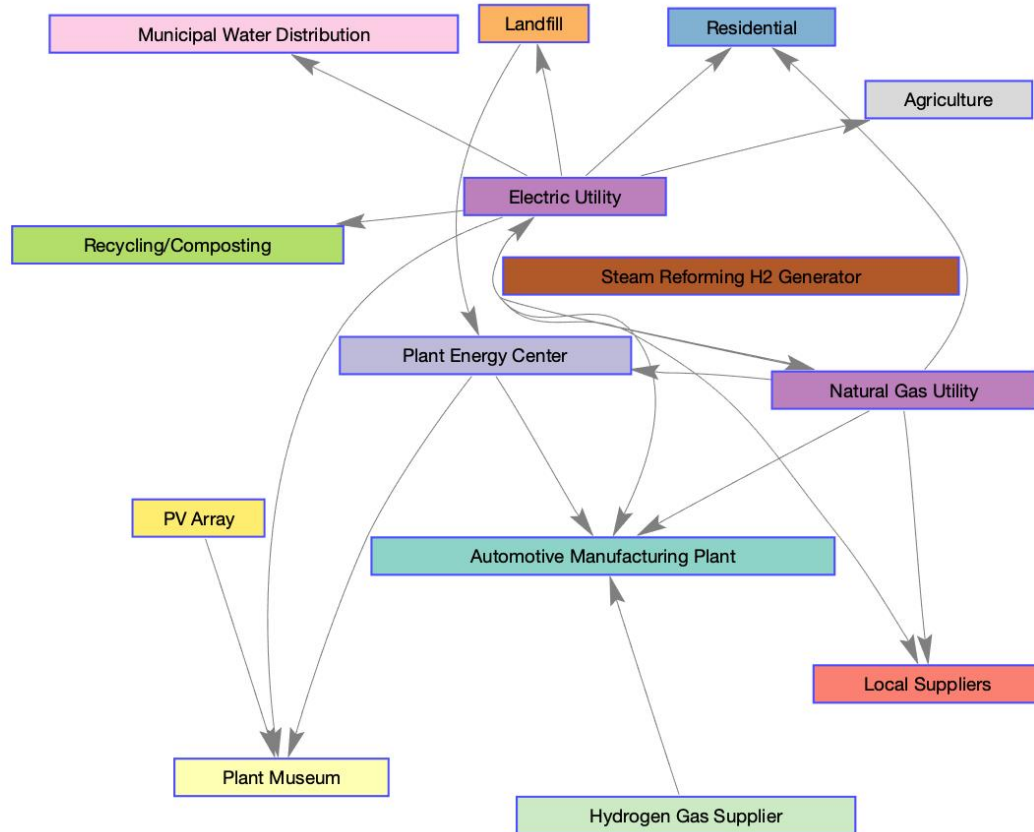 Landfill
Residential
Municipal Water Distribution
Agriculture
Electric Utility
Recycling/Composting
Steam Reforming H2 Generator
Plant Energy Center
Natural Gas Utility
PV Array
Automotive Manufacturing Plant
Local Suppliers
Plant Museum
Hydrogen Gas Supplier